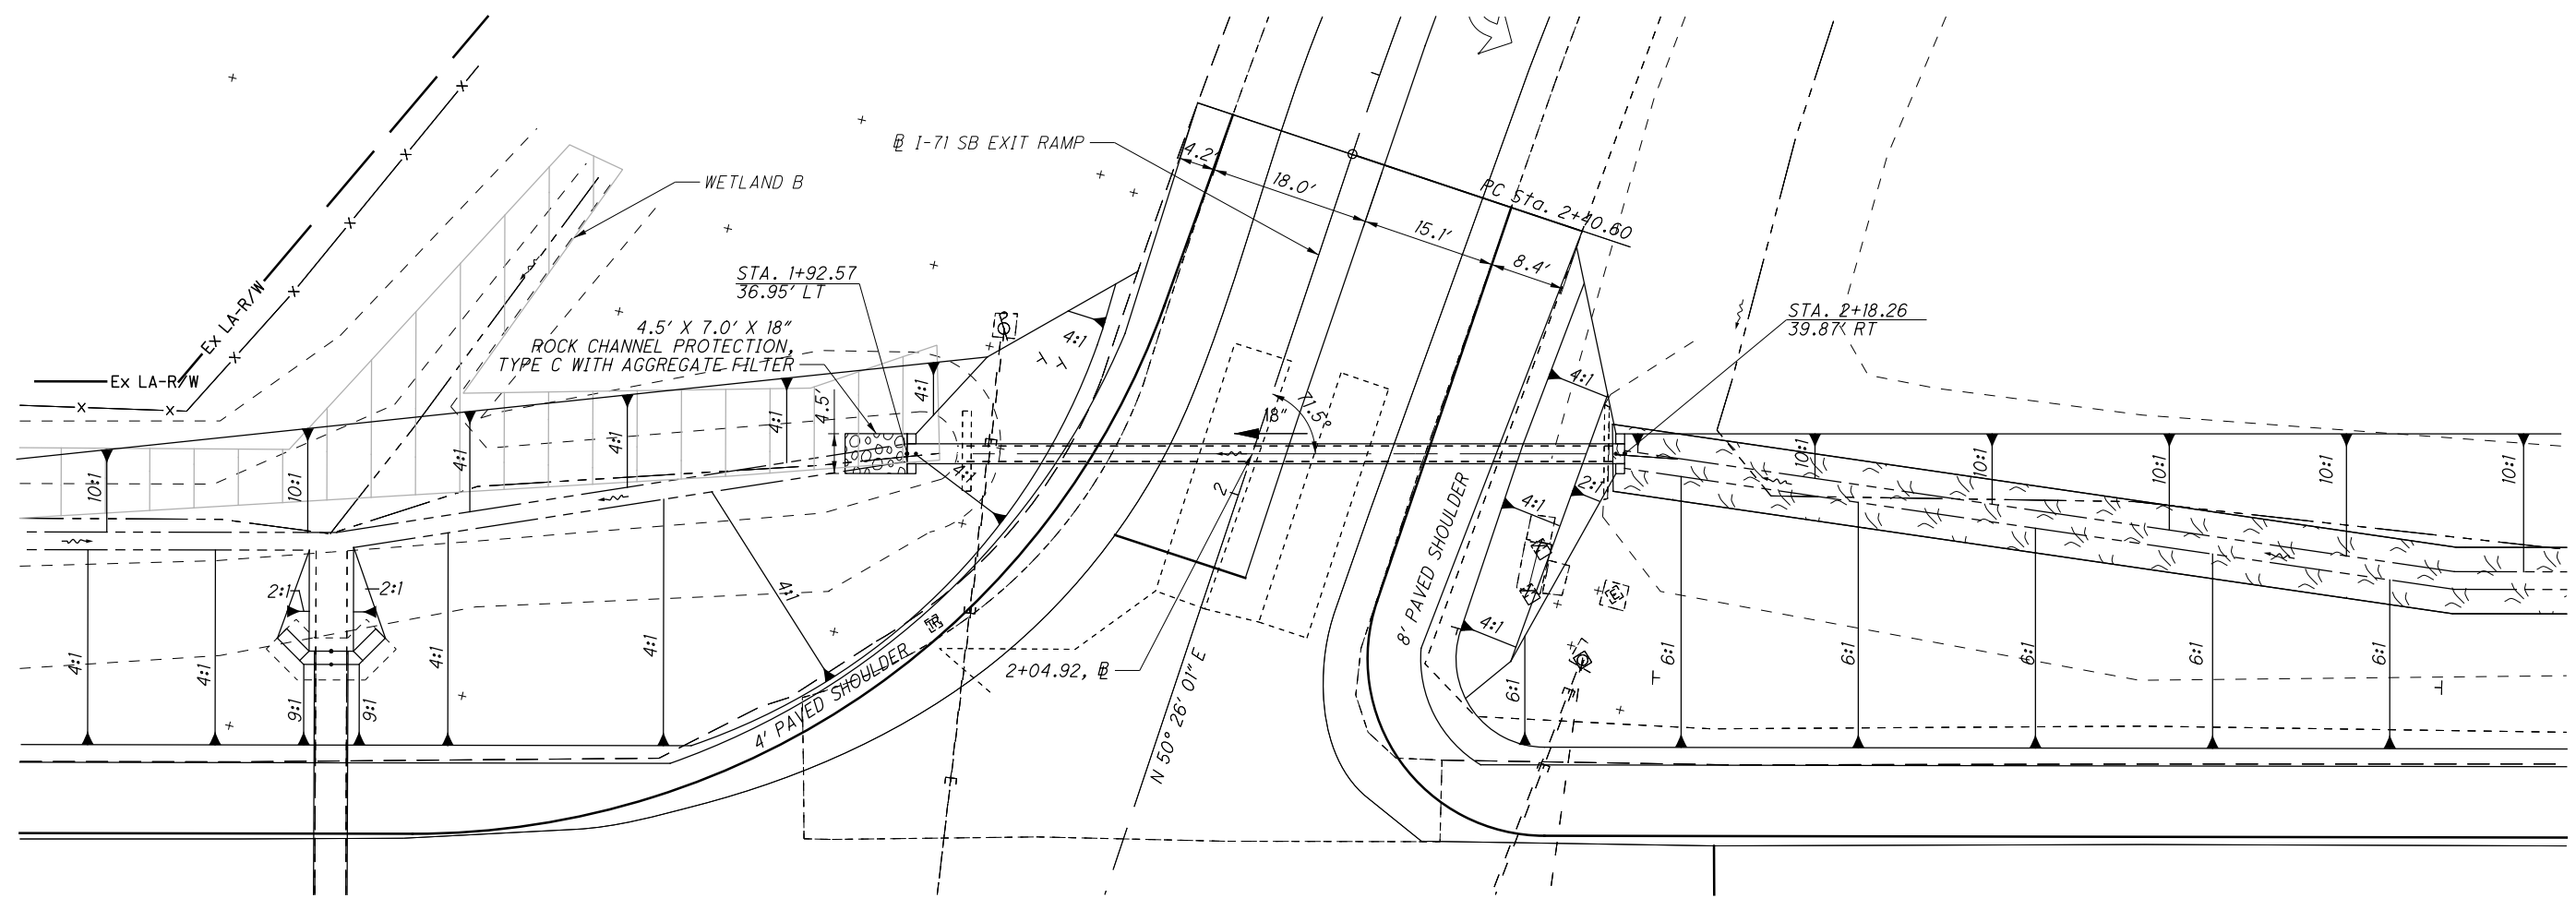 ℄ I-71 SB EXIT RAMP
WETLAND B
4.2'
18.0'
15.1'
8.4'
PC Sta. 2+40.60
STA. 1+92.57
36.95' LT
4.5' X 7.0' X 18"
ROCK CHANNEL PROTECTION,
TYPE C WITH AGGREGATE FILTER
STA. 2+18.26
39.87' RT
Ex LA-R/W
Ex LA-R/W
X
X
X
X
X
X
X
4:1
4:1
4:1
4:1
4:1
4.5'
4:1
18"
71.5°
4:1
4:1
2:1
4:1
10:1
10:1
10:1
10:1
10:1
10:1
10:1
10:1
2
2:1
2:1
4:1
4:1
9:1
9:1
4:1
4:1
4:1
4' PAVED SHOULDER
8' PAVED SHOULDER
2+04.92, ℄
N 50° 26' 01" E
6:1
6:1
6:1
6:1
6:1
6:1
E
E
E
E
E